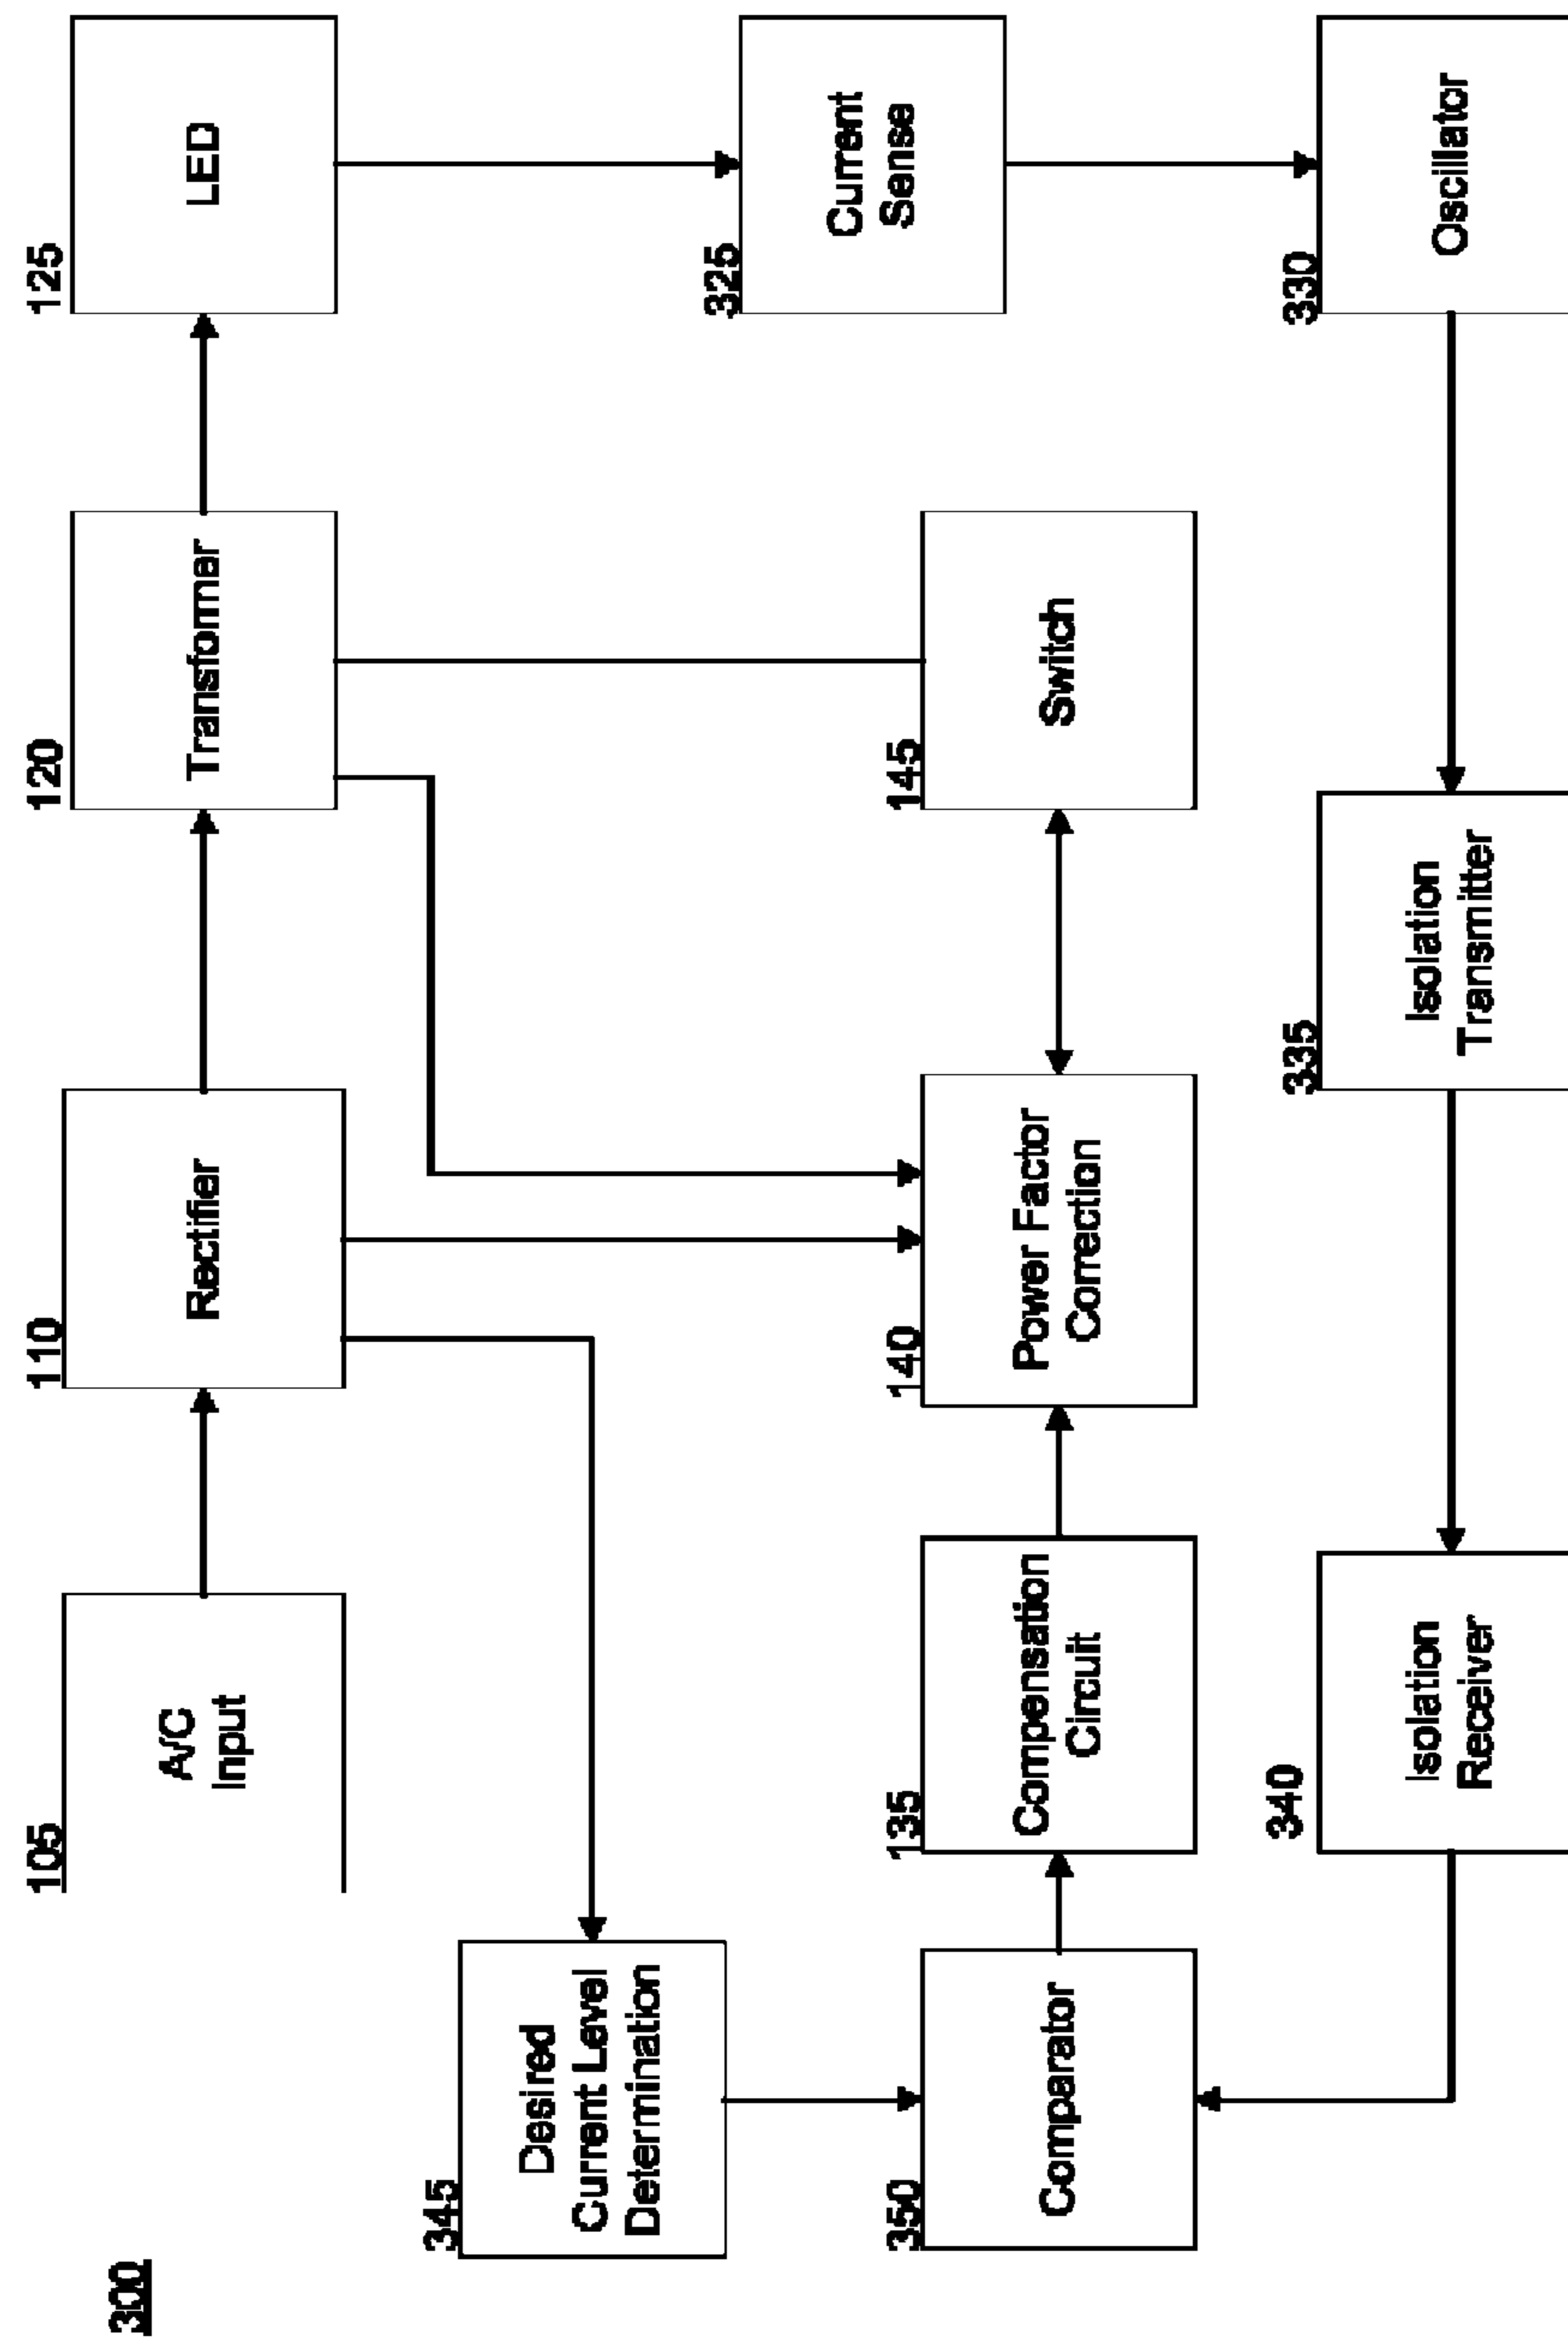 300
105
A/C
Input
110
Rectifier
120
Transformer
125
LED
345
Desired
Current Level
Determination
325
Current
Sense
350
Comparator
135
Compensation
Circuit
140
Power Factor
Correction
145
Switch
340
Isolation
Receiver
335
Isolation
Transmitter
330
Oscillator